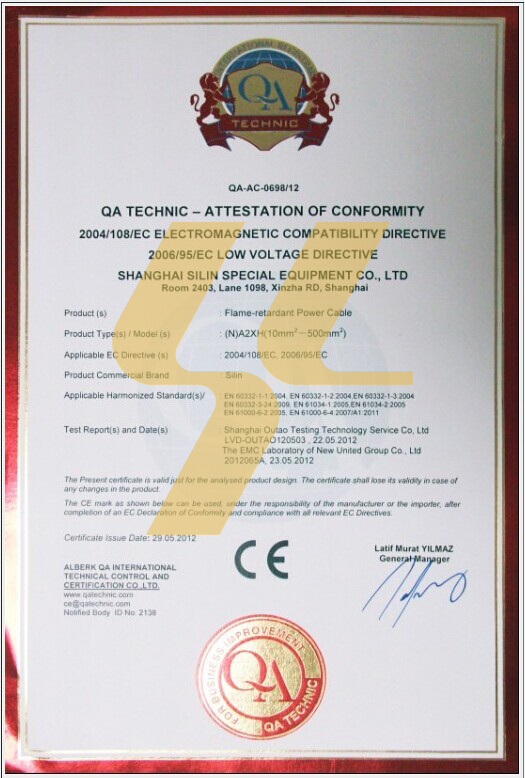 INTERNATIONAL REGISTRAR
QA
TECHNIC
QA-AC-0698/12
QA TECHNIC – ATTESTATION OF CONFORMITY
2004/108/EC ELECTROMAGNETIC COMPATIBILITY DIRECTIVE
2006/95/EC LOW VOLTAGE DIRECTIVE
SHANGHAI SILIN SPECIAL EQUIPMENT CO., LTD
Room 2403, Lane 1098, Xinzha RD, Shanghai
Product (s) : Flame-retardant Power Cable
Product Type(s) / Model (s) : (N)A2XH(10mm²－500mm²)
Applicable EC Directive (s) : 2004/108/EC, 2006/95/EC
Product Commercial Brand : Silin
Applicable Harmonized Standard(s)/ : EN 60332-1-1:2004, EN 60332-1-2:2004,EN 60332-1-3:2004
EN 60332-3-24:2009, EN 61034-1:2005,EN 61034-2:2005
EN 61000-6-2:2005, EN 61000-6-4:2007/A1:2011
Test Report(s) and Date(s) : Shanghai Outao Testing Technology Service Co, Ltd
LVD-OUTAO120503 , 22.05.2012
The EMC Laboratory of New United Group Co., Ltd
2012065A, 23.05.2012
The Present certificate is valid just for the analysed product design. The certificate shall lose its validity in case of
any changes in the product.
The CE mark as shown below can be used, under the responsibility of the manufacturer or the importer, after
completion of an EC Declaration of Conformity and compliance with all relevant EC Directives.
Certificate Issue Date: 29.05.2012
CE
Latif Murat YILMAZ
General Manager
ALBERK QA INTERNATIONAL
TECHNICAL CONTROL AND
CERTIFICATION CO.,LTD.
www.qatechnic.com
ce@qatechnic.com
Notified Body ID No: 2138
FOR BUSINESS IMPROVEMENT
QA
QA TECHNIC